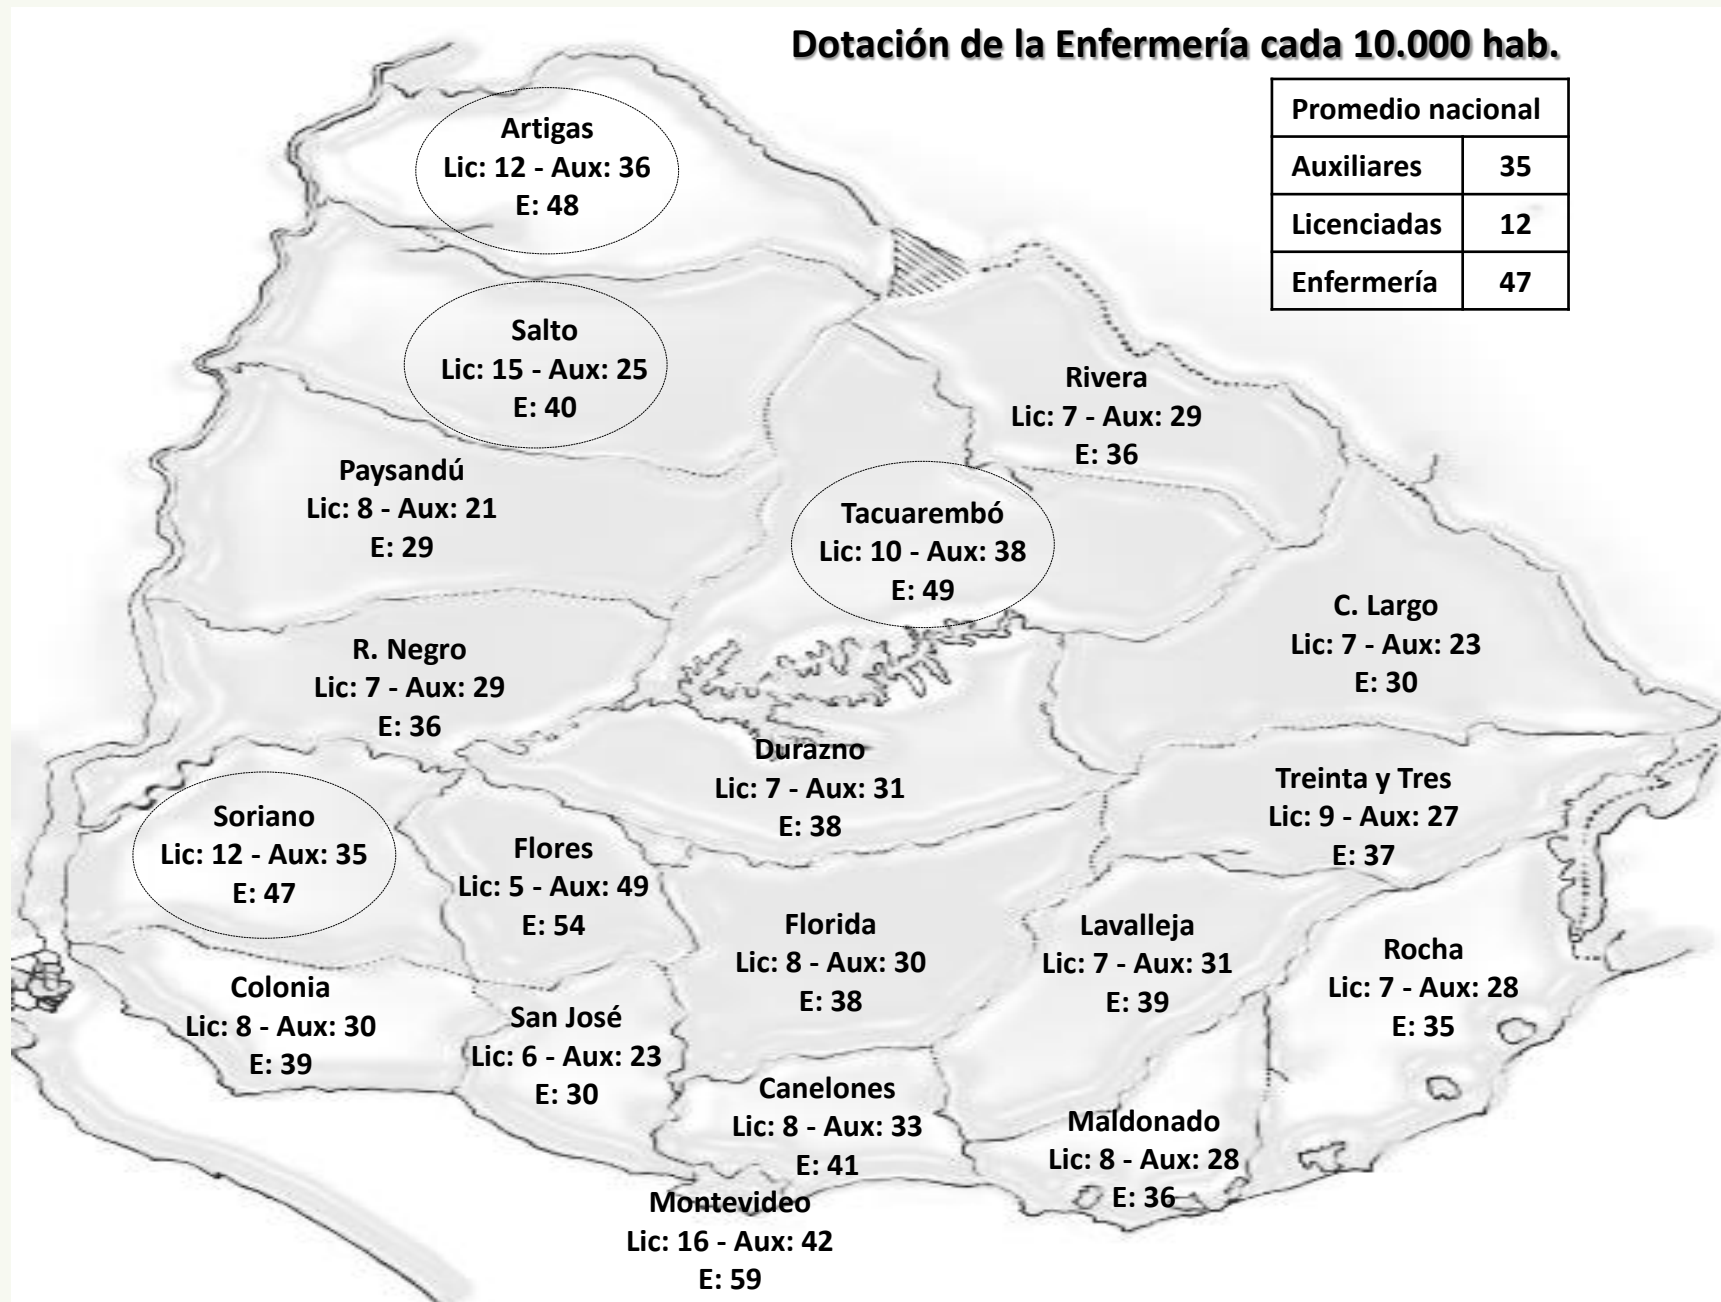 Dotación de la Enfermería cada 10.000 hab.
Promedio nacional
Auxiliares 35
Licenciadas 12
Enfermería 47
Artigas
Lic: 12 - Aux: 36
E: 48
Salto
Lic: 15 - Aux: 25
E: 40
Rivera
Lic: 7 - Aux: 29
E: 36
Paysandú
Lic: 8 - Aux: 21
E: 29
Tacuarembó
Lic: 10 - Aux: 38
E: 49
C. Largo
Lic: 7 - Aux: 23
E: 30
R. Negro
Lic: 7 - Aux: 29
E: 36
Durazno
Lic: 7 - Aux: 31
E: 38
Treinta y Tres
Lic: 9 - Aux: 27
E: 37
Soriano
Lic: 12 - Aux: 35
E: 47
Flores
Lic: 5 - Aux: 49
E: 54
Florida
Lic: 8 - Aux: 30
E: 38
Lavalleja
Lic: 7 - Aux: 31
E: 39
Rocha
Lic: 7 - Aux: 28
E: 35
Colonia
Lic: 8 - Aux: 30
E: 39
San José
Lic: 6 - Aux: 23
E: 30
Canelones
Lic: 8 - Aux: 33
E: 41
Maldonado
Lic: 8 - Aux: 28
E: 36
Montevideo
Lic: 16 - Aux: 42
E: 59